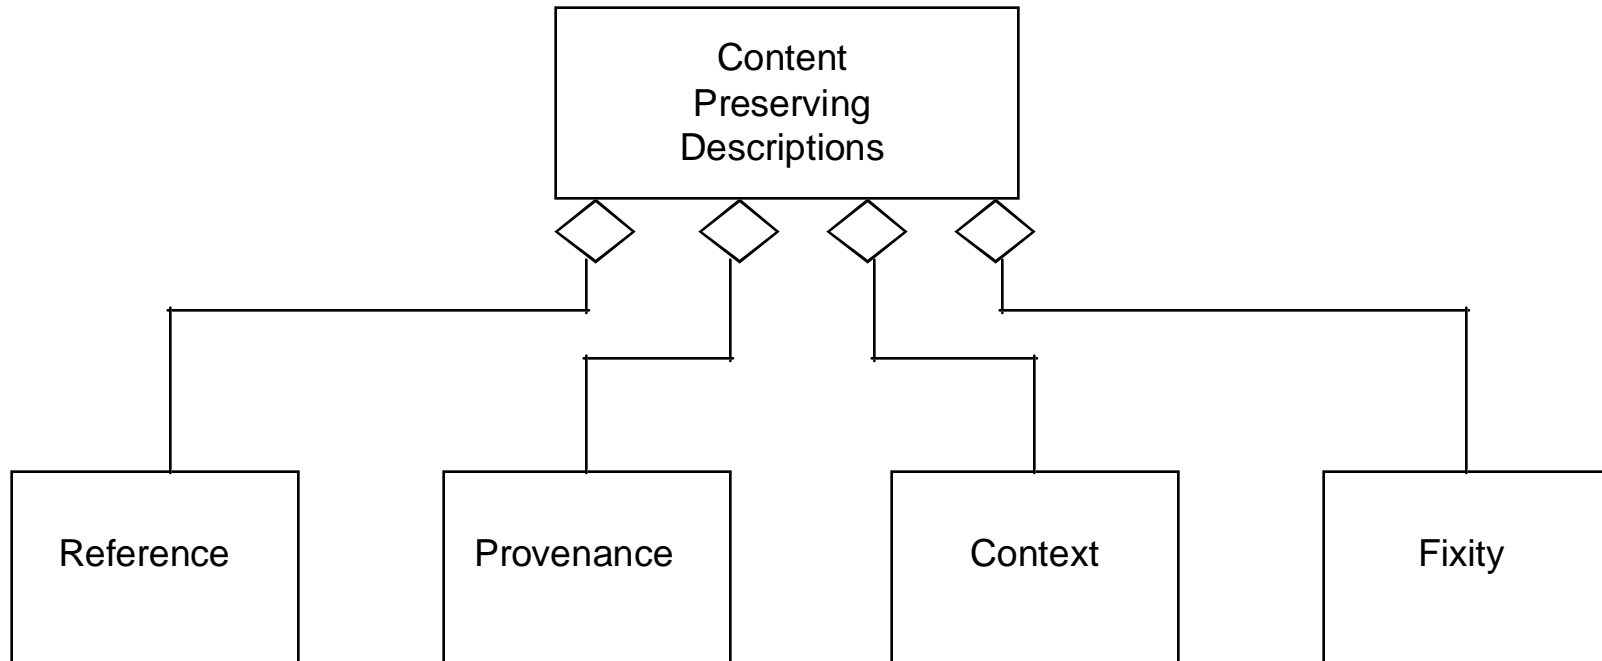 Content
Preserving
Descriptions
Reference
Provenance
Context
Fixity